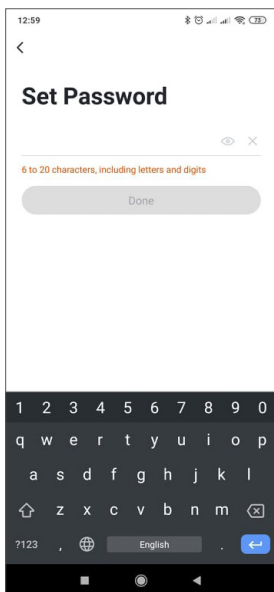 12:59
73
Set Password
6 to 20 characters, including letters and digits
Done
1 2 3 4 5 6 7 8 9 0
q w e r t y u i o p
a s d f g h j k l
z x c v b n m
?123 , English .